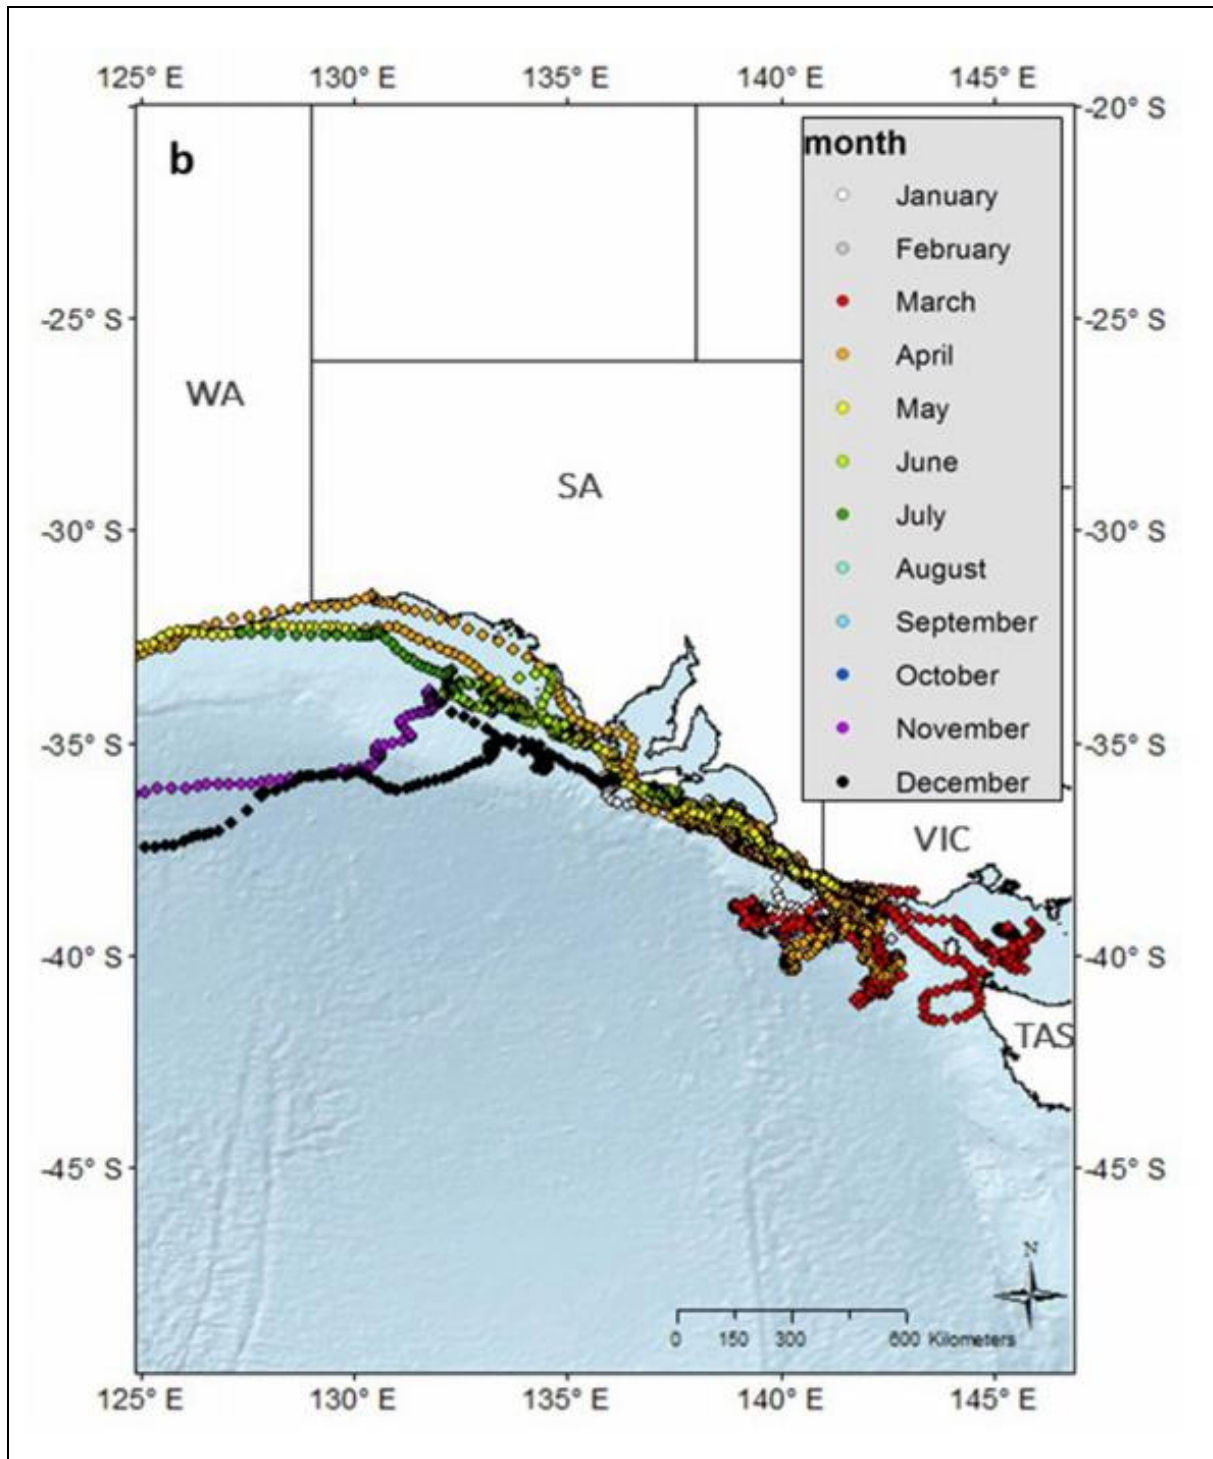 125° E 130° E 135° E 140° E 145° E
-20° S
b
month
January
February
March
April
May
June
July
August
September
October
November
December
-25° S -25° S
WA
SA
-30° S -30° S
-35° S -35° S
VIC
-40° S -40° S
TAS
-45° S -45° S
N
0 150 300 600 Kilometers
125° E 130° E 135° E 140° E 145° E